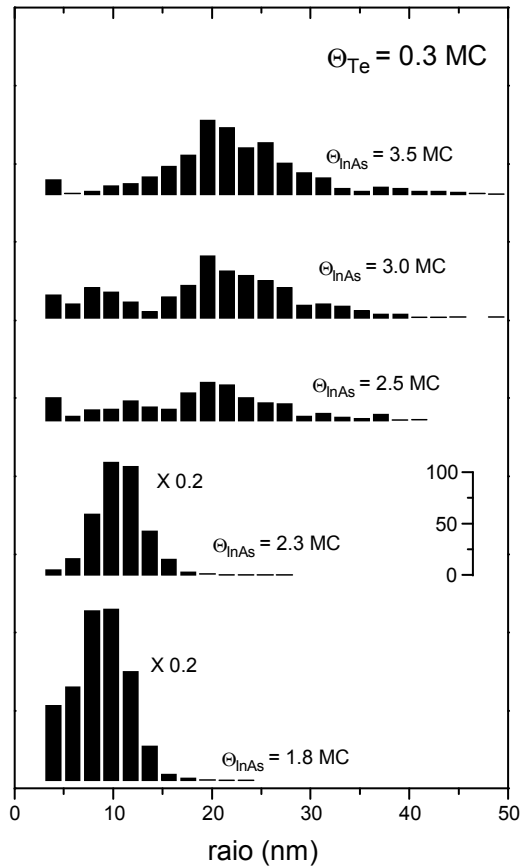 Θ_Te = 0.3 MC
Θ_InAs = 3.5 MC
Θ_InAs = 3.0 MC
Θ_InAs = 2.5 MC
X 0.2
100
50
0
Θ_InAs = 2.3 MC
X 0.2
Θ_InAs = 1.8 MC
0 10 20 30 40 50
raio (nm)